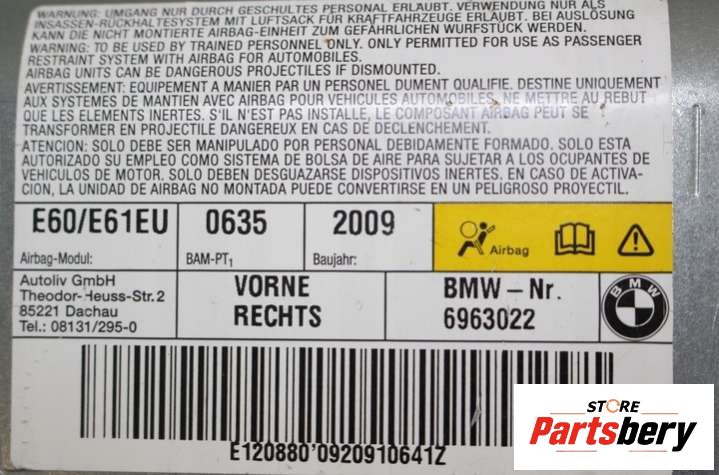 WARNUNG: UMGANG NUR DURCH GESCHULTES PERSONAL ERLAUBT. VERWENDUNG NUR ALS
INSASSEN-RÜCKHALTESYSTEM MIT LUFTSACK FÜR KRAFTFAHRZEUGE ERLAUBT. BEI AUSLÖSUNG
KANN DIE NICHT MONTIERTE AIRBAG-EINHEIT ZUM GEFÄHRLICHEN WURFSTÜCK WERDEN.
WARNING: TO BE USED BY TRAINED PERSONNEL ONLY. ONLY PERMITTED FOR USE AS PASSENGER
RESTRAINT SYSTEM WITH AIRBAG FOR AUTOMOBILES.
AIRBAG UNITS CAN BE DANGEROUS PROJECTILES IF DISMOUNTED.
AVERTISSEMENT: EQUIPEMENT A MANIER PAR UN PERSONEL DUMENT QUALIFIE. DESTINE UNIQUEMENT
AUX SYSTEMES DE MANTIEN AVEC AIRBAG POUR VEHICULES AUTOMOBILES. NE METTRE AU REBUT
QUE LES ELEMENTS INERTES. S'IL N'EST PAS INSTALLE, LE COMPOSANT AIRBAG PEUT SE
TRANSFORMER EN PROJECTILE DANGEREUX EN CAS DE DECLENCHEMENT.
ATENCION: SOLO DEBE SER MANIPULADO POR PERSONAL DEBIDAMENTE FORMADO. SOLO ESTA
AUTORIZADO SU EMPLEO COMO SISTEMA DE BOLSA DE AIRE PARA SUJETAR A LOS OCUPANTES DE
VEHICULOS DE MOTOR. SOLO DEBEN DESGUAZARSE DISPOSITIVOS INERTES. EN CASO DE ACTIVA-
CION, LA UNIDAD DE AIRBAG NO MONTADA PUEDE CONVERTIRSE EN UN PELIGROSO PROYECTIL.
E60/E61EU 0635 2009
Airbag-Modul: BAM-PT1 Baujahr: Airbag
Autoliv GmbH
Theodor-Heuss-Str.2
85221 Dachau
Tel.: 08131/295-0
VORNE
RECHTS
BMW-Nr.
6963022
BMW
E120880'0920910641Z
STORE
Partsbery